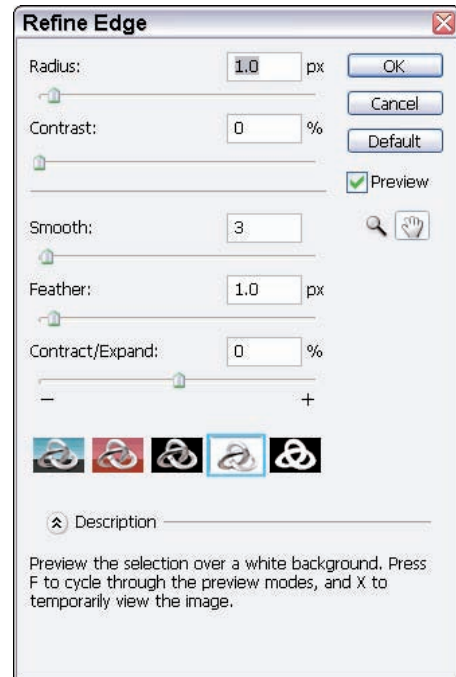 Refine Edge
Radius: 1.0 px
OK
Cancel
Contrast: 0 %
Default
Preview
Smooth: 3
Feather: 1.0 px
Contract/Expand: 0 %
− +
Description
Preview the selection over a white background. Press
F to cycle through the preview modes, and X to
temporarily view the image.